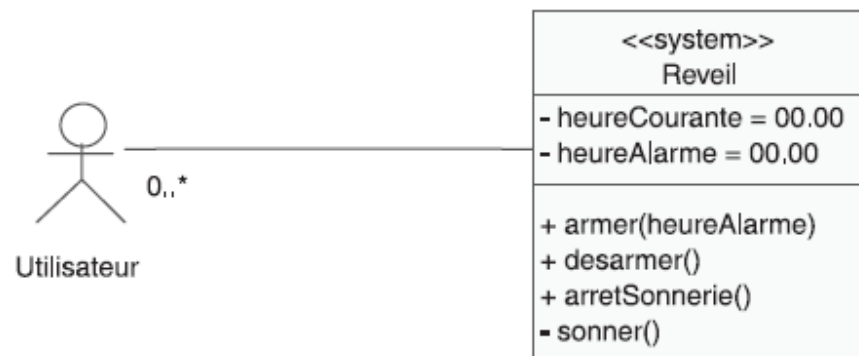 <<system>>
Reveil
- heureCourante = 00.00
- heureAlarme = 00.00
0..*
+ armer(heureAlarme)
+ desarmer()
+ arretSonnerie()
- sonner()
Utilisateur